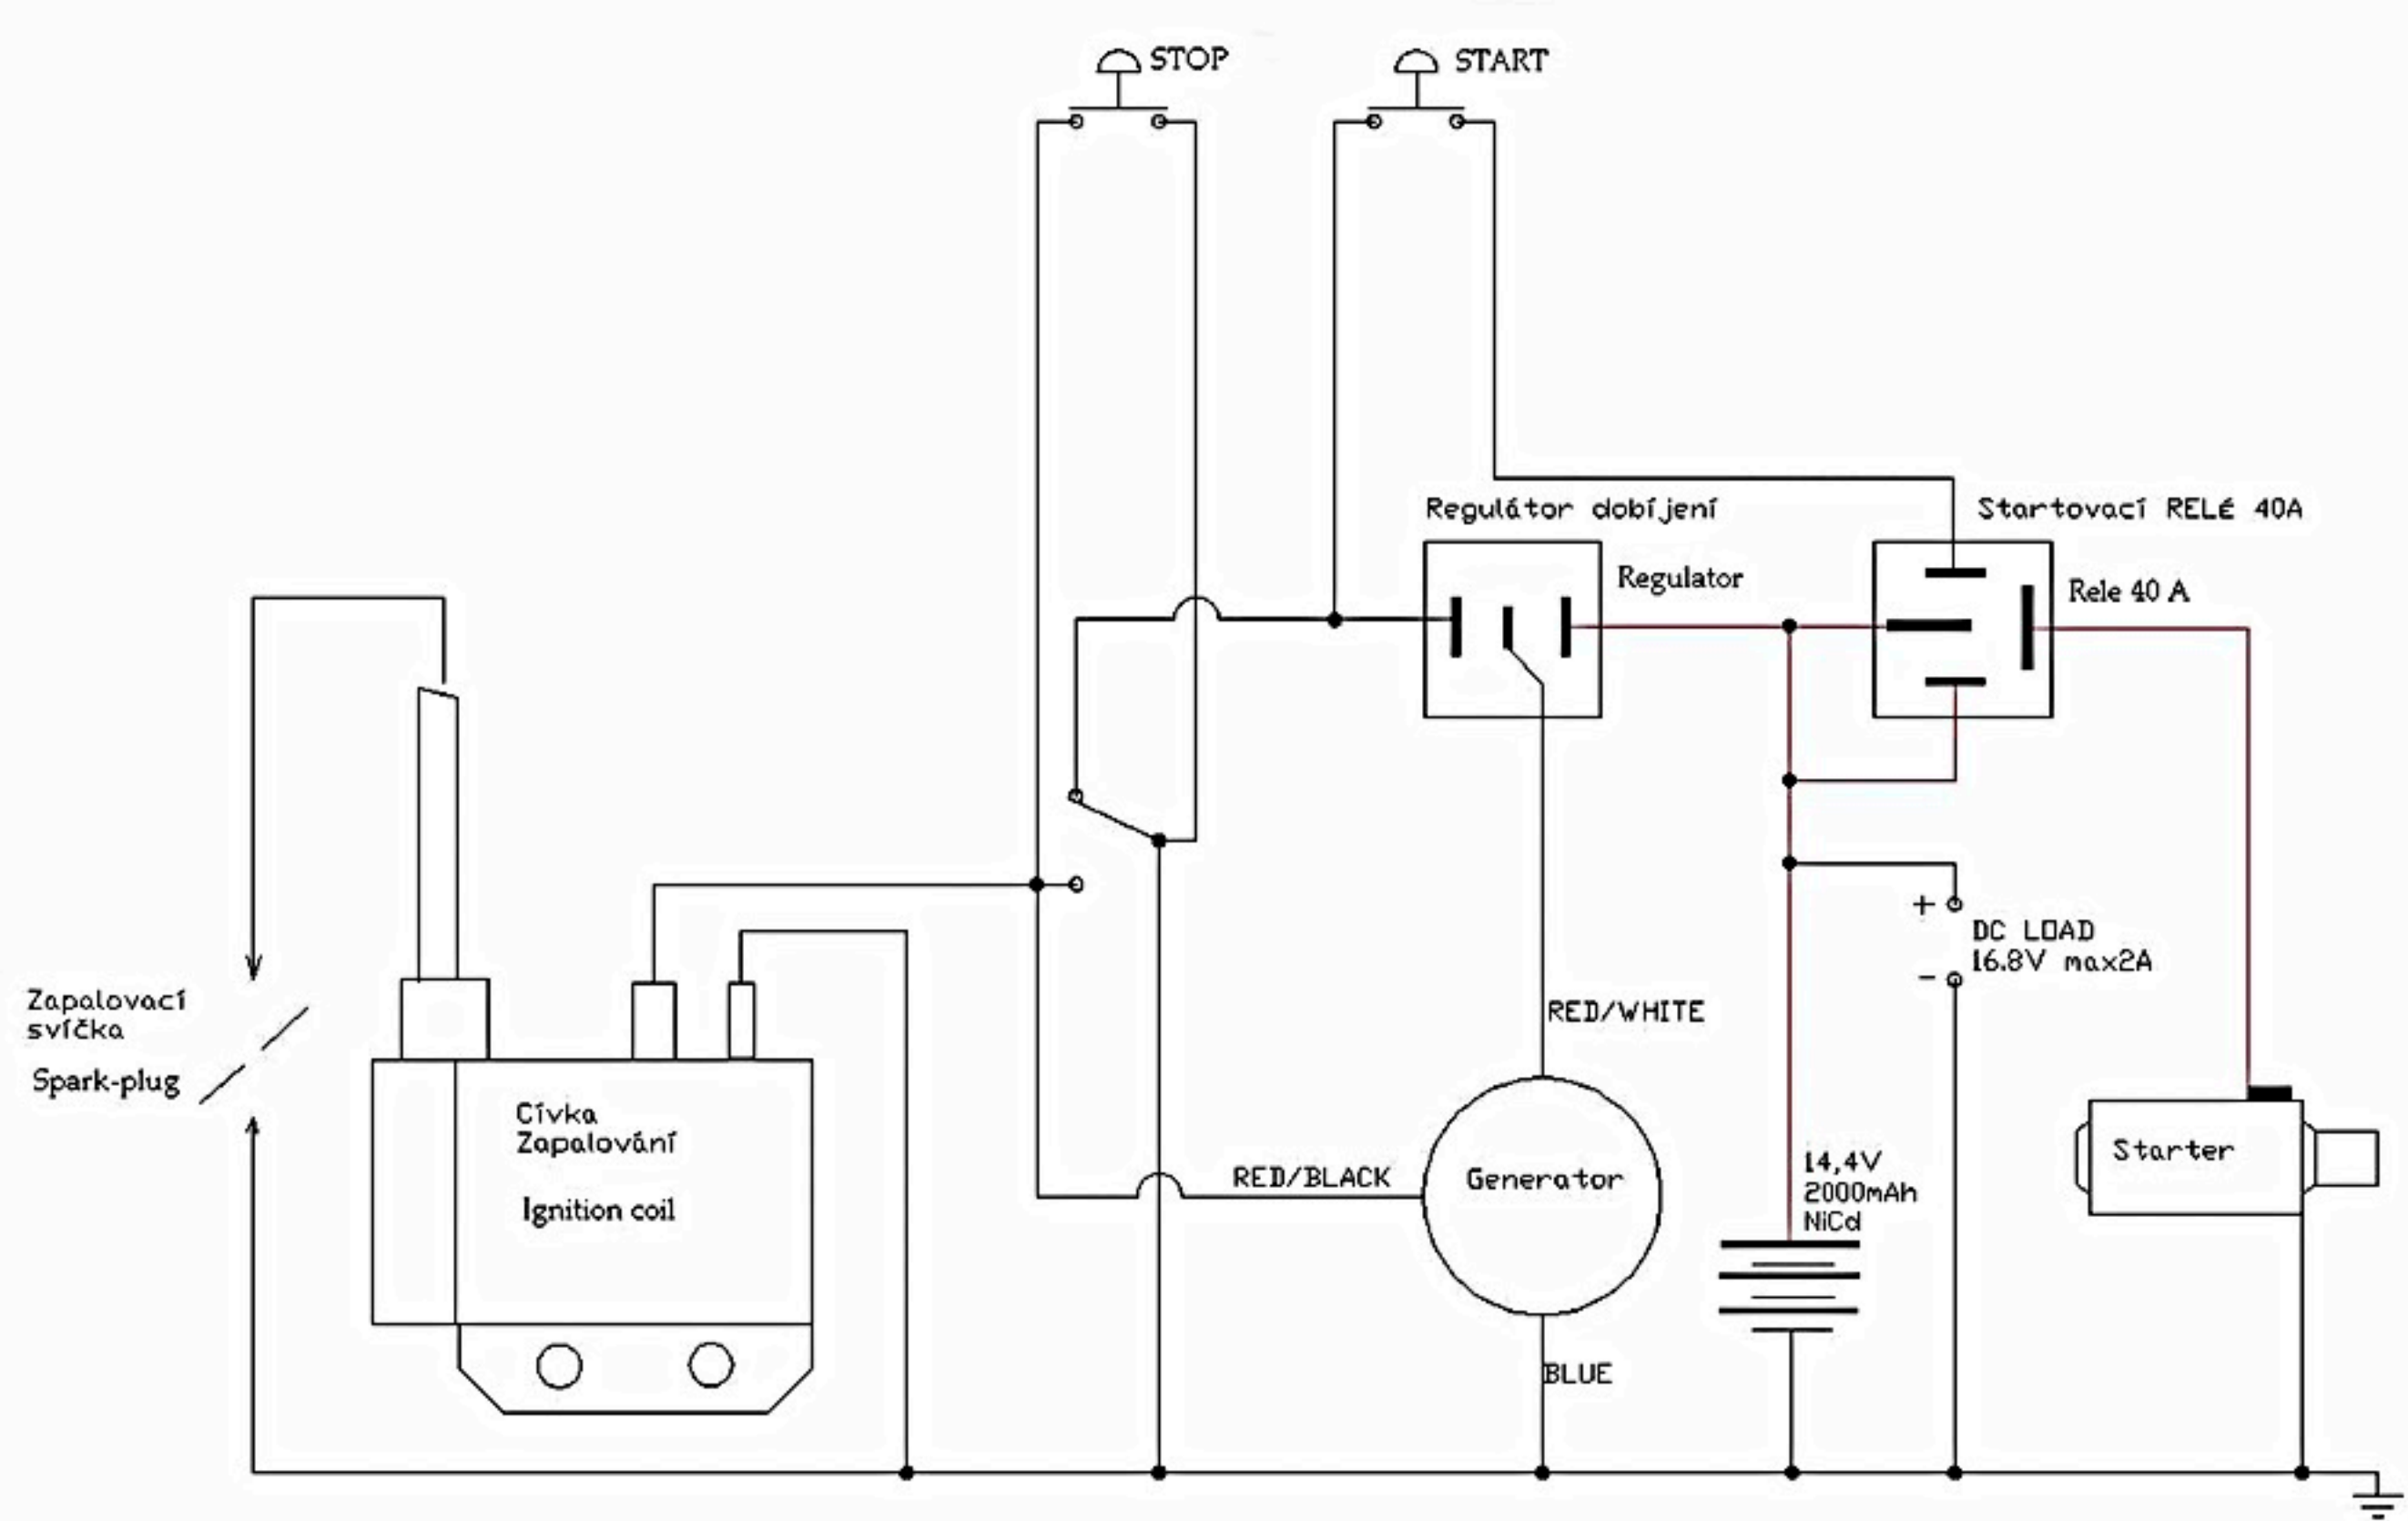 STOP
START
Regulátor dobíjení
Startovací RELé 40A
Regulator
Rele 40 A
+
DC LOAD
16.8V max2A
-
Zapalovací
svíčka
Spark-plug
RED/WHITE
Cívka
Zapalování
Ignition coil
RED/BLACK
Generator
14,4V
2000mAh
NiCd
Starter
BLUE